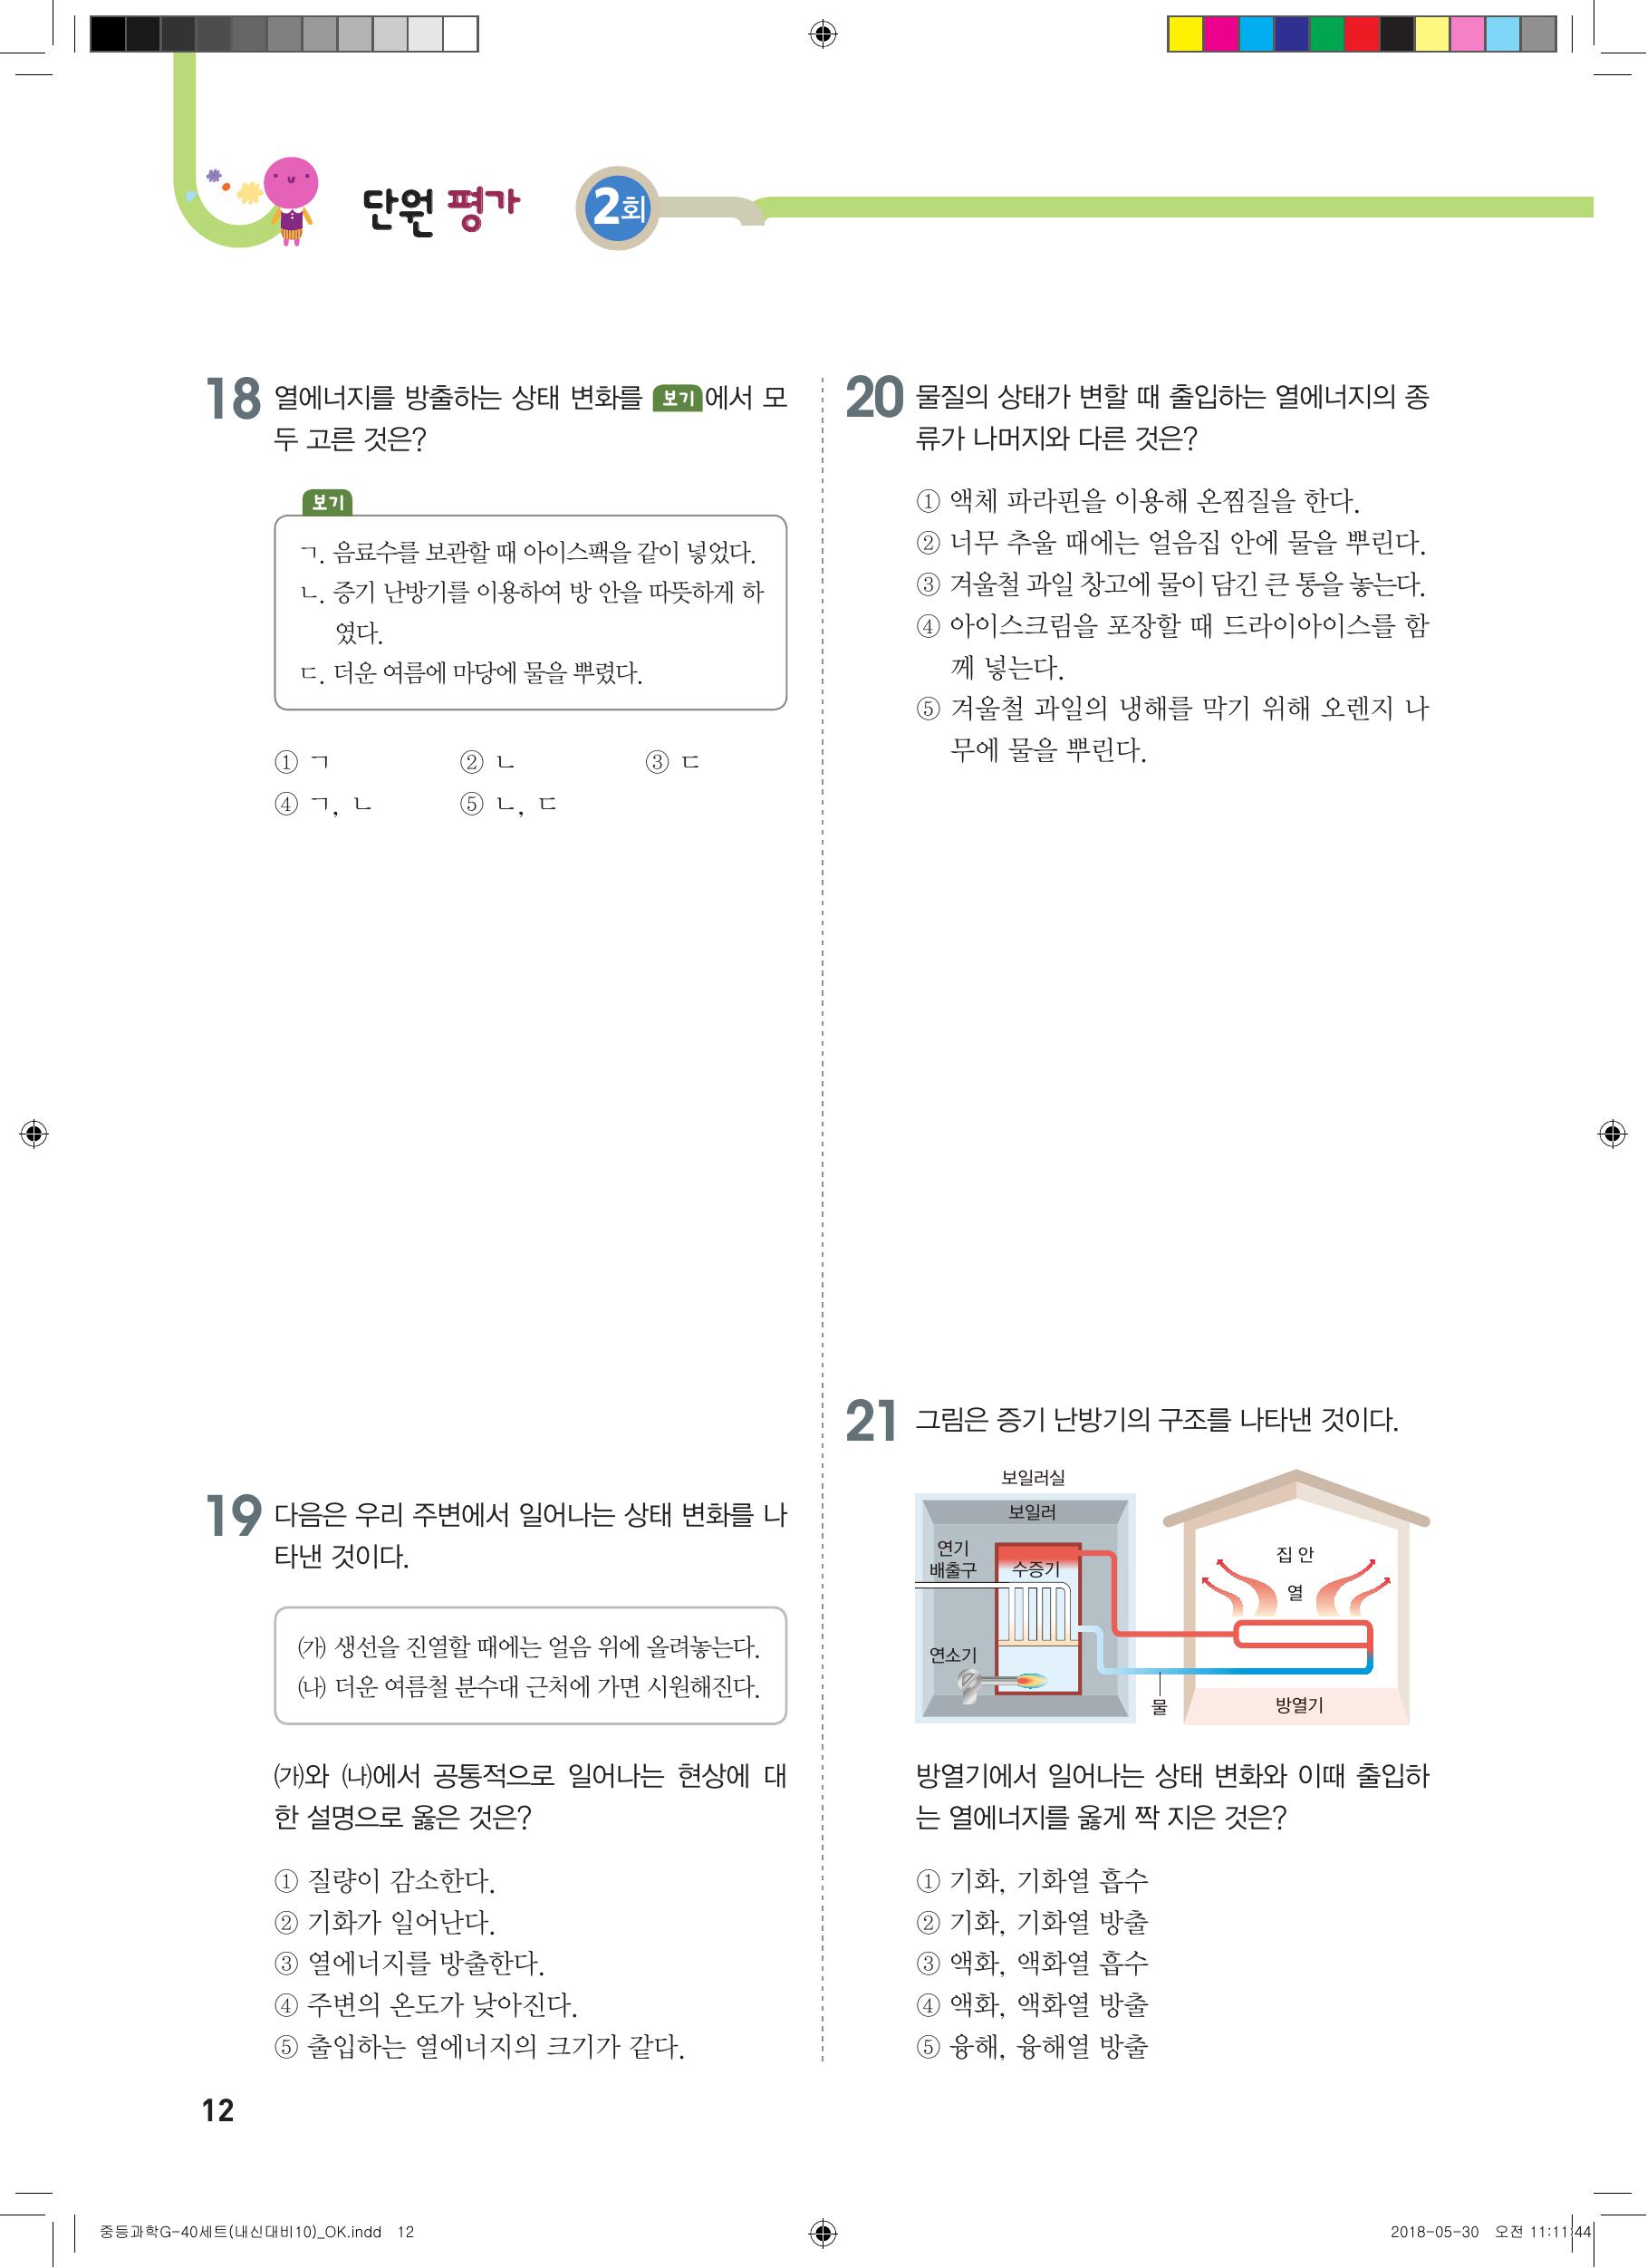 단원 평가 2회
18 열에너지를 방출하는 상태 변화를 보기에서 모
두 고른 것은?
보기
ㄱ. 음료수를 보관할 때 아이스팩을 같이 넣었다.
ㄴ. 증기 난방기를 이용하여 방 안을 따뜻하게 하
였다.
ㄷ. 더운 여름에 마당에 물을 뿌렸다.
① ㄱ ② ㄴ ③ ㄷ
④ ㄱ, ㄴ ⑤ ㄴ, ㄷ
19 다음은 우리 주변에서 일어나는 상태 변화를 나
타낸 것이다.
㈎ 생선을 진열할 때에는 얼음 위에 올려놓는다.
㈏ 더운 여름철 분수대 근처에 가면 시원해진다.
㈎와 ㈏에서 공통적으로 일어나는 현상에 대
한 설명으로 옳은 것은?
① 질량이 감소한다.
② 기화가 일어난다.
③ 열에너지를 방출한다.
④ 주변의 온도가 낮아진다.
⑤ 출입하는 열에너지의 크기가 같다.
20 물질의 상태가 변할 때 출입하는 열에너지의 종
류가 나머지와 다른 것은?
① 액체 파라핀을 이용해 온찜질을 한다.
② 너무 추울 때에는 얼음집 안에 물을 뿌린다.
③ 겨울철 과일 창고에 물이 담긴 큰 통을 놓는다.
④ 아이스크림을 포장할 때 드라이아이스를 함
께 넣는다.
⑤ 겨울철 과일의 냉해를 막기 위해 오렌지 나
무에 물을 뿌린다.
21 그림은 증기 난방기의 구조를 나타낸 것이다.
보일러실
보일러
연기
배출구
수증기
연소기
물
집 안
열
방열기
방열기에서 일어나는 상태 변화와 이때 출입하
는 열에너지를 옳게 짝 지은 것은?
① 기화, 기화열 흡수
② 기화, 기화열 방출
③ 액화, 액화열 흡수
④ 액화, 액화열 방출
⑤ 융해, 융해열 방출
12
중등과학G-40세트(내신대비10)_OK.indd 12
2018-05-30 오전 11:11:44